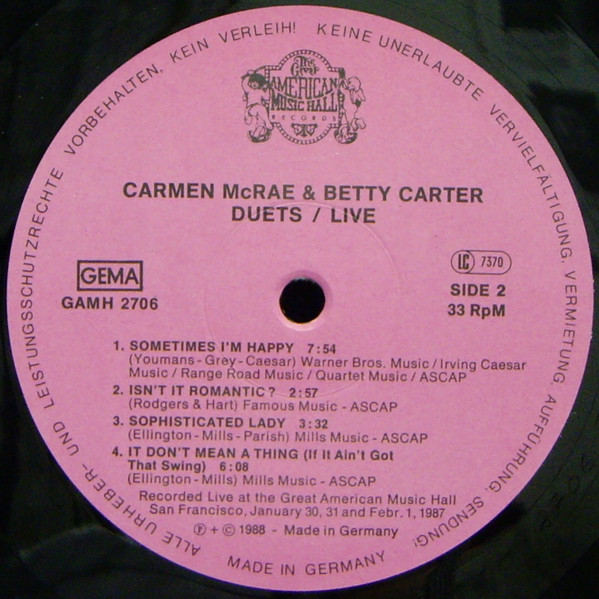 ALLE URHEBER- UND LEISTUNGSSCHUTZRECHTE VORBEHALTEN. KEIN VERLEIH! KEINE UNERLAUBTE VERVIELFÄLTIGUNG, VERMIETUNG, AUFFÜHRUNG, SENDUNG!
The Great
AMERICAN
MUSIC HALL
RECORDS
CARMEN McRAE & BETTY CARTER
DUETS / LIVE
GEMA
GAMH 2706
LC 7370
SIDE 2
33 RpM
1. SOMETIMES I'M HAPPY 7:54
(Youmans - Grey - Caesar) Warner Bros. Music / Irving Caesar
Music / Range Road Music / Quartet Music / ASCAP
2. ISN'T IT ROMANTIC? 2:57
(Rodgers & Hart) Famous Music - ASCAP
3. SOPHISTICATED LADY 3:32
(Ellington - Mills - Parish) Mills Music - ASCAP
4. IT DON'T MEAN A THING (If It Ain't Got
That Swing) 6:08
(Ellington - Mills) Mills Music - ASCAP
Recorded Live at the Great American Music Hall
San Francisco, January 30, 31 and Febr. 1, 1987
℗ + © 1988 - Made in Germany
MADE IN GERMANY